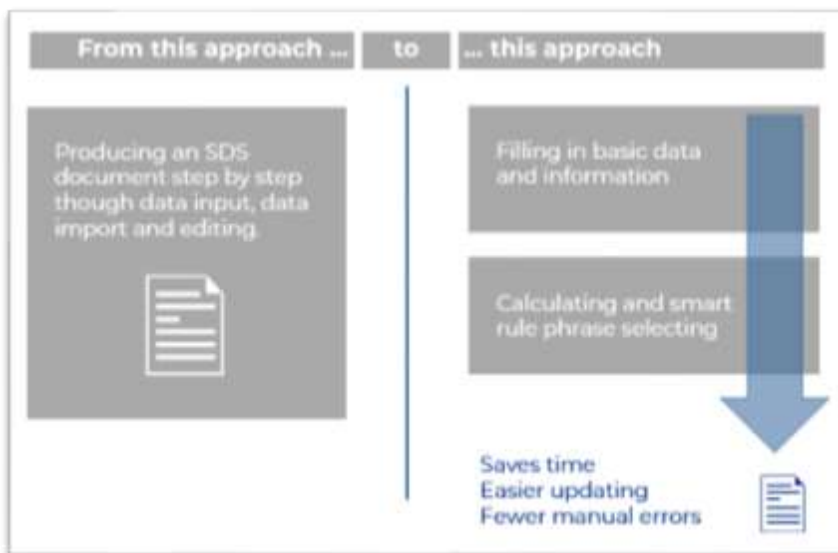 From this approach ... to ... this approach
Producing an SDS
document step by step
though data input, data
import and editing.
Filling in basic data
and information
Calculating and smart
rule phrase selecting
Saves time
Easier updating
Fewer manual errors